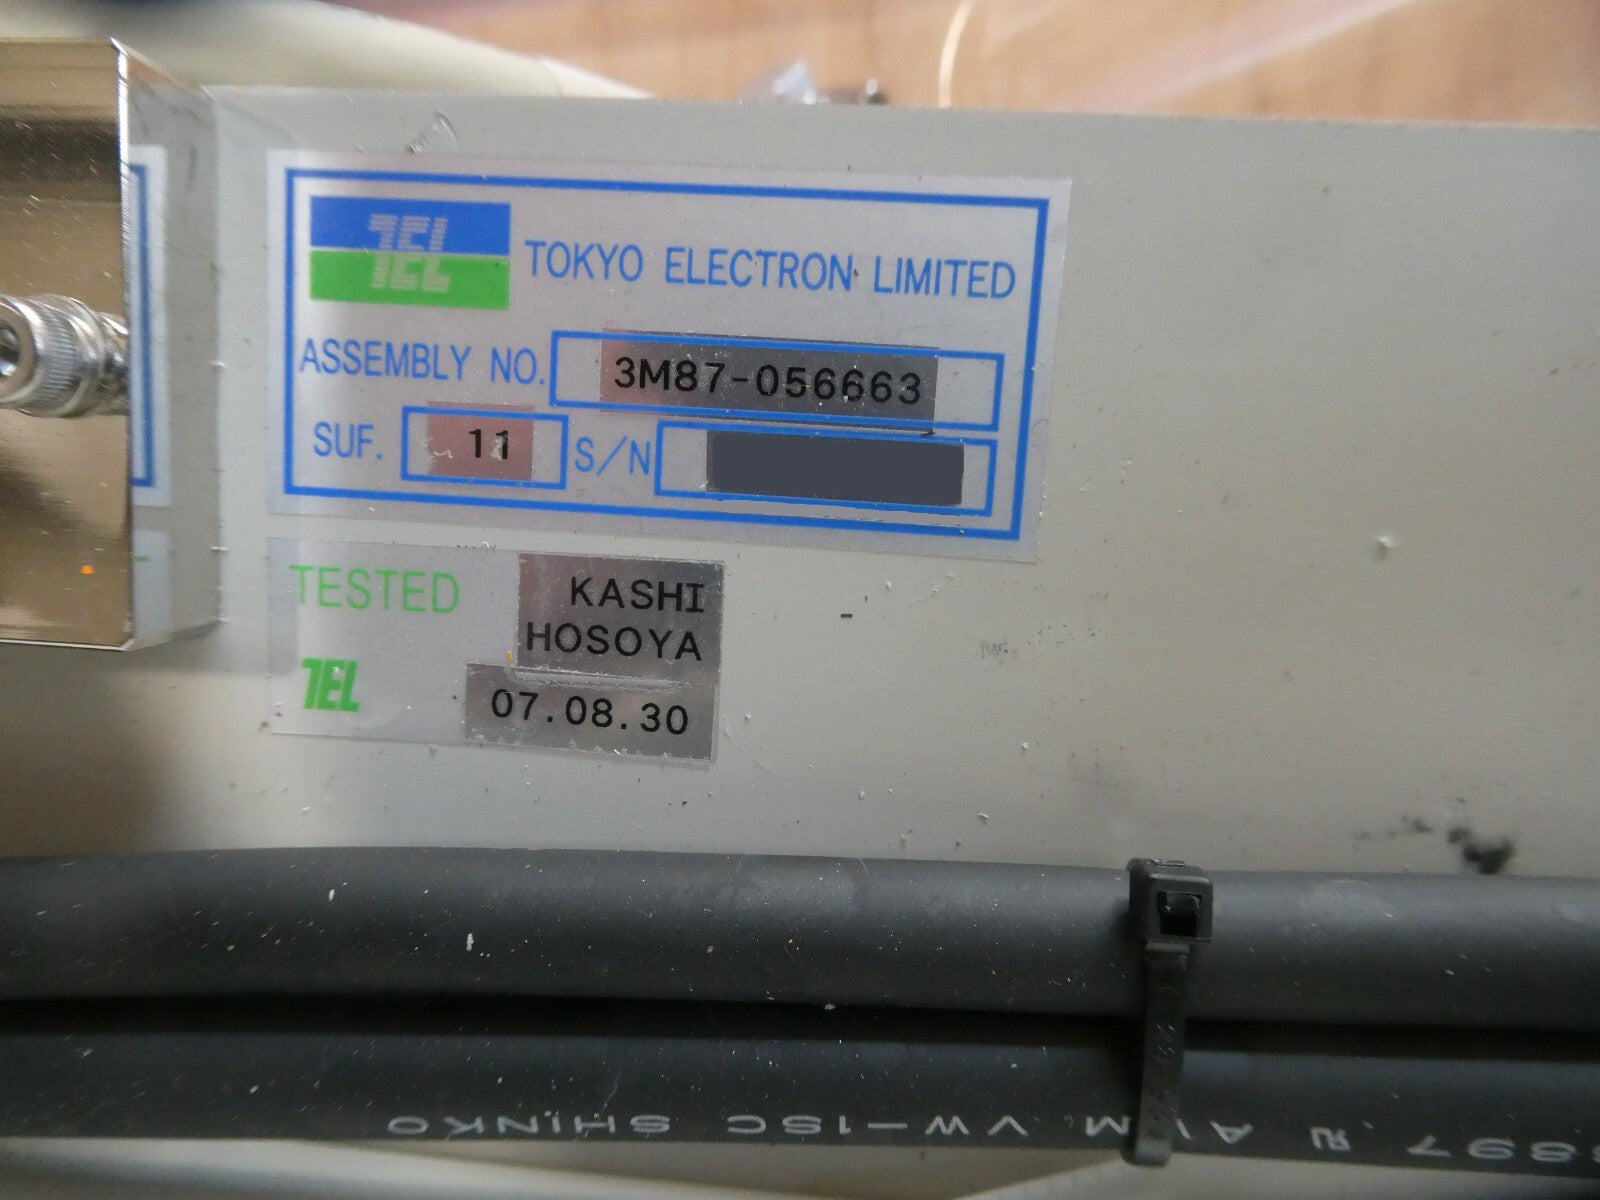 TEL TOKYO ELECTRON LIMITED
ASSEMBLY NO. 3M87-056663
SUF. 11 S/N
TESTED KASHI
HOSOYA
TEL 07.08.30
897 AWM VW-1SC SHINKO